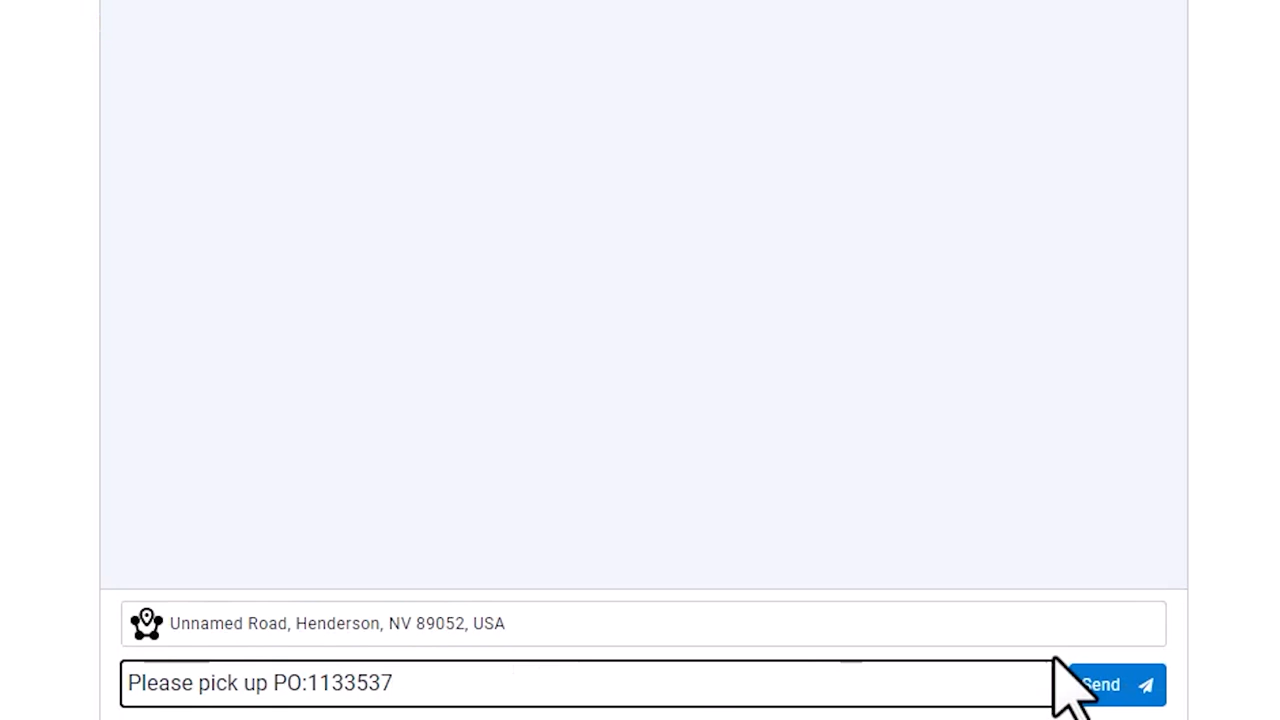 Unnamed Road, Henderson, NV 89052, USA
Please pick up PO:1133537
Send